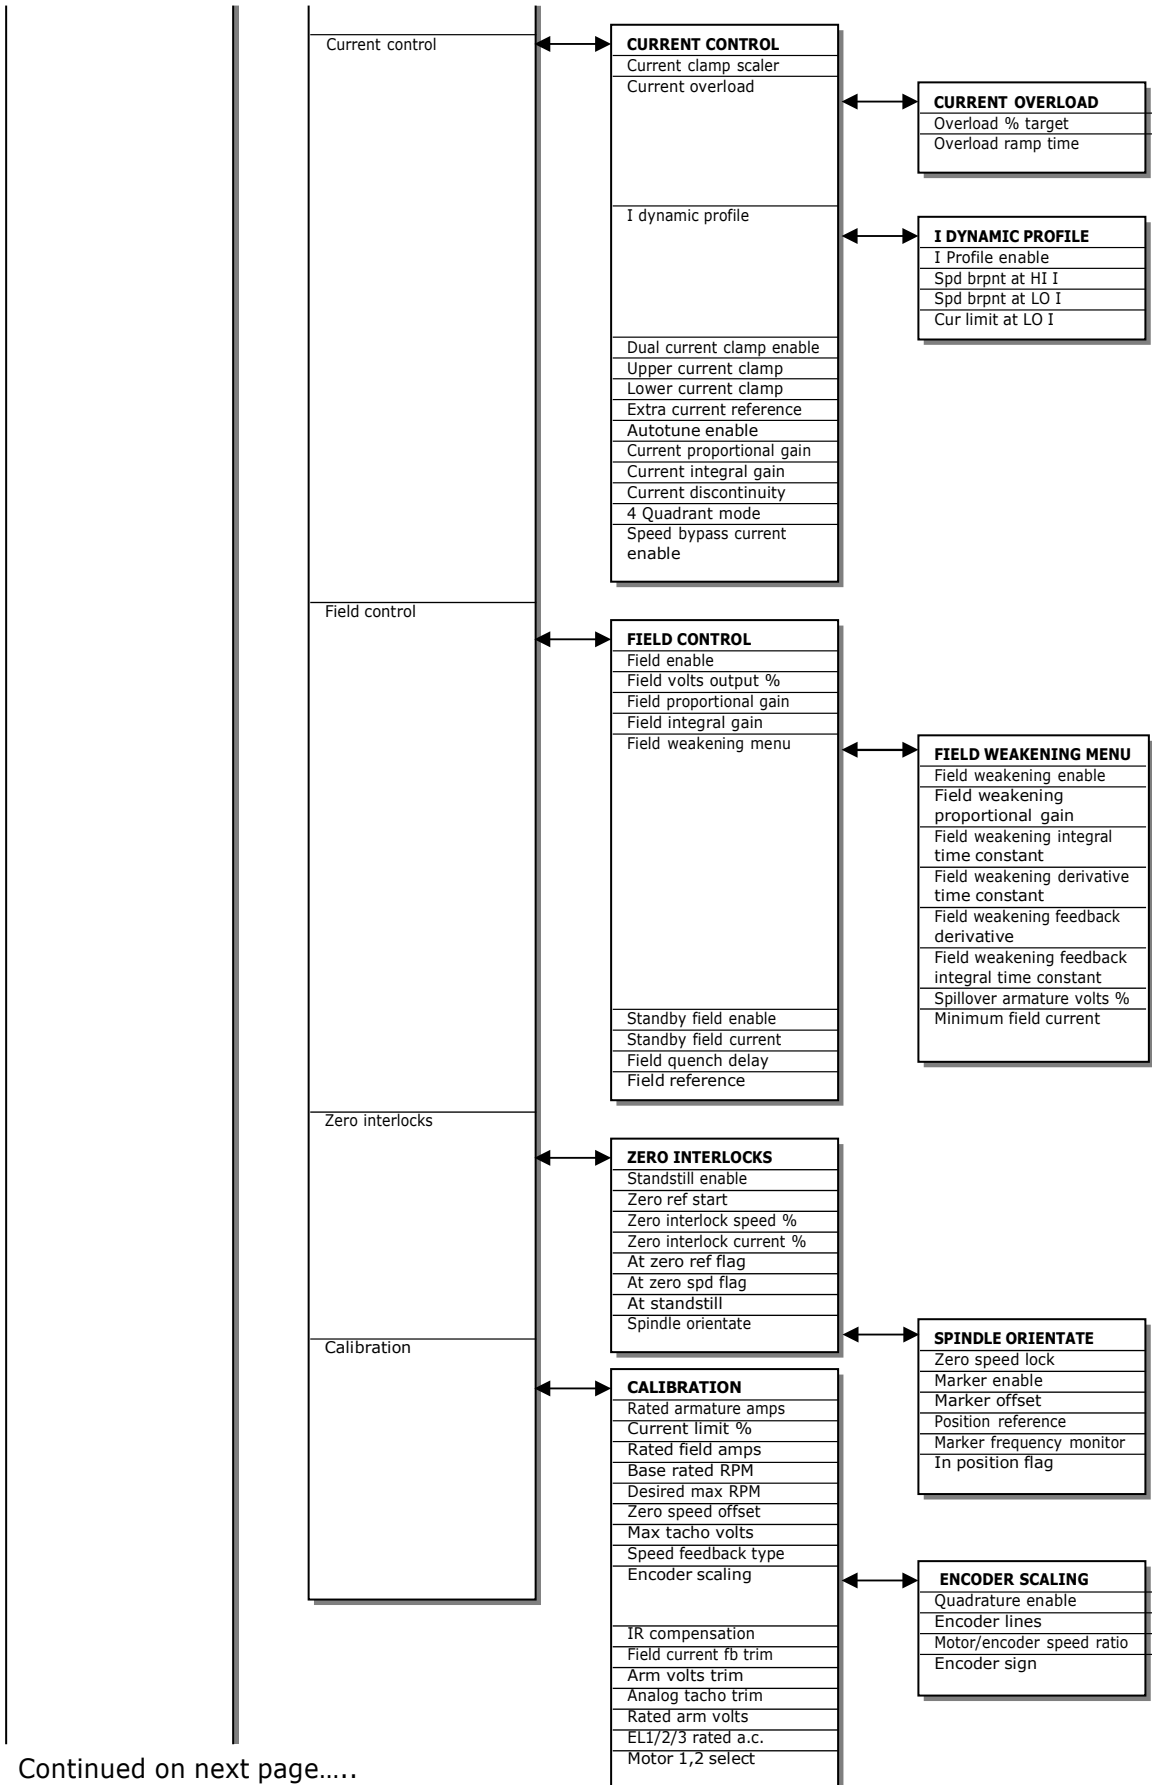 Current control
CURRENT CONTROL
Current clamp scaler
Current overload
CURRENT OVERLOAD
Overload % target
Overload ramp time
I dynamic profile
I DYNAMIC PROFILE
I Profile enable
Spd brpnt at HI I
Spd brpnt at LO I
Cur limit at LO I
Dual current clamp enable
Upper current clamp
Lower current clamp
Extra current reference
Autotune enable
Current proportional gain
Current integral gain
Current discontinuity
4 Quadrant mode
Speed bypass current
enable
Field control
FIELD CONTROL
Field enable
Field volts output %
Field proportional gain
Field integral gain
Field weakening menu
FIELD WEAKENING MENU
Field weakening enable
Field weakening
proportional gain
Field weakening integral
time constant
Field weakening derivative
time constant
Field weakening feedback
derivative
Field weakening feedback
integral time constant
Spillover armature volts %
Minimum field current
Standby field enable
Standby field current
Field quench delay
Field reference
Zero interlocks
ZERO INTERLOCKS
Standstill enable
Zero ref start
Zero interlock speed %
Zero interlock current %
At zero ref flag
At zero spd flag
At standstill
Spindle orientate
SPINDLE ORIENTATE
Zero speed lock
Marker enable
Marker offset
Position reference
Marker frequency monitor
In position flag
Calibration
CALIBRATION
Rated armature amps
Current limit %
Rated field amps
Base rated RPM
Desired max RPM
Zero speed offset
Max tacho volts
Speed feedback type
Encoder scaling
ENCODER SCALING
Quadrature enable
Encoder lines
Motor/encoder speed ratio
Encoder sign
IR compensation
Field current fb trim
Arm volts trim
Analog tacho trim
Rated arm volts
EL1/2/3 rated a.c.
Motor 1,2 select
Continued on next page.....